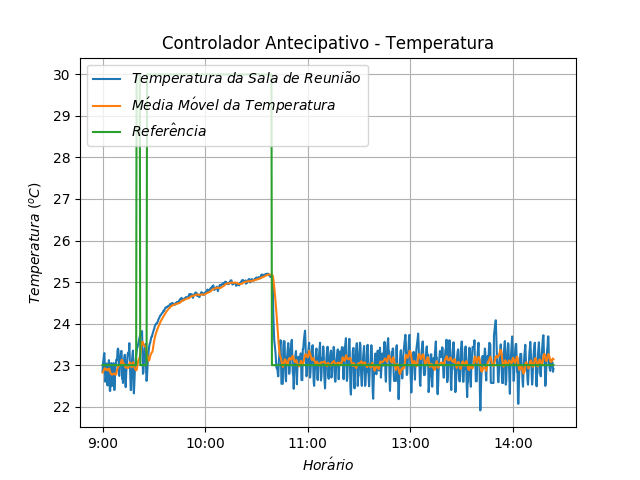 Controlador Antecipativo - Temperatura
Temperatura da Sala de Reunião
Média Móvel da Temperatura
Referência
30
29
28
27
26
25
24
23
22
Temperatura (°C)
9:00 10:00 11:00 13:00 14:00
Horário